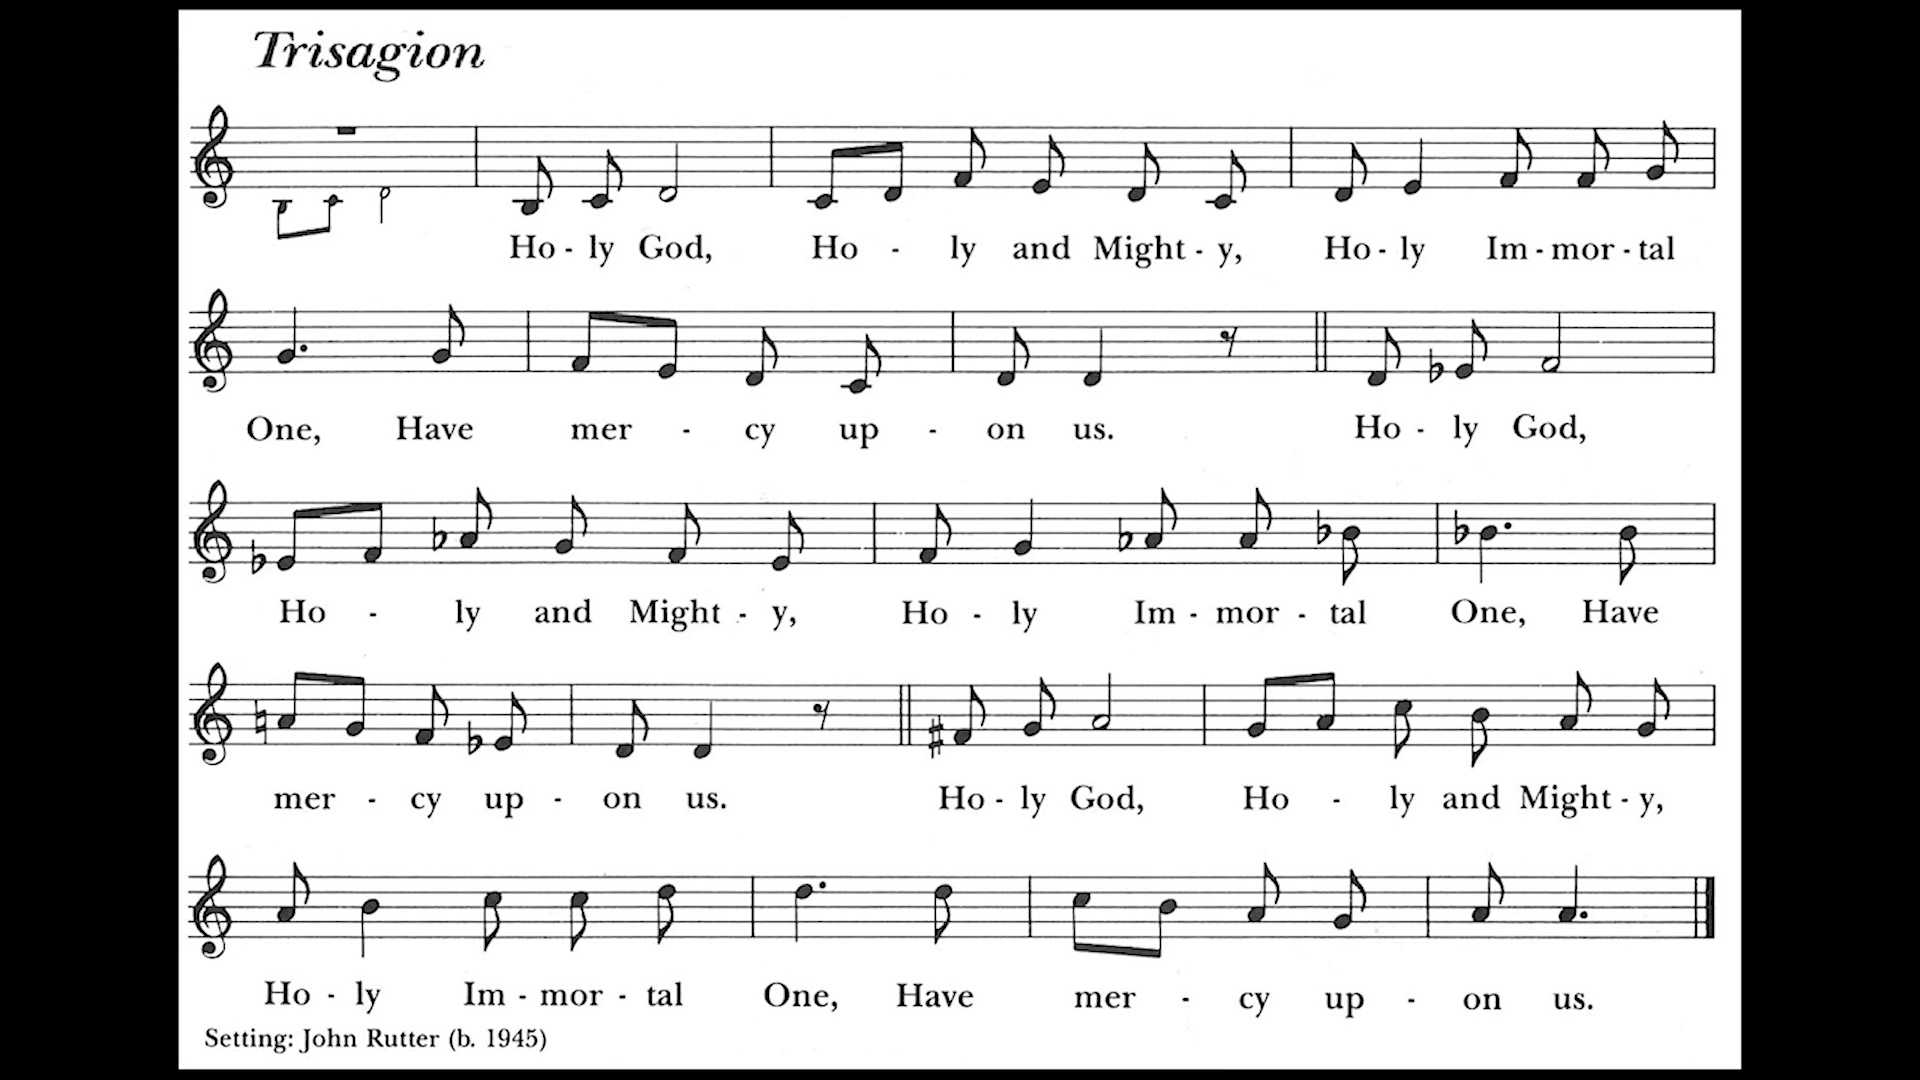 Trisagion
Ho - ly God, Ho - ly and Might - y, Ho - ly Im - mor - tal
One, Have mer - cy up - on us. Ho - ly God,
Ho - ly and Might - y, Ho - ly Im - mor - tal One, Have
mer - cy up - on us. Ho - ly God, Ho - ly and Might - y,
Ho - ly Im - mor - tal One, Have mer - cy up - on us.
Setting: John Rutter (b. 1945)